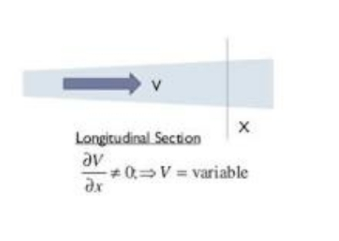 V
X
Longitudinal Section
∂V/∂x ≠ 0;⇒ V = variable